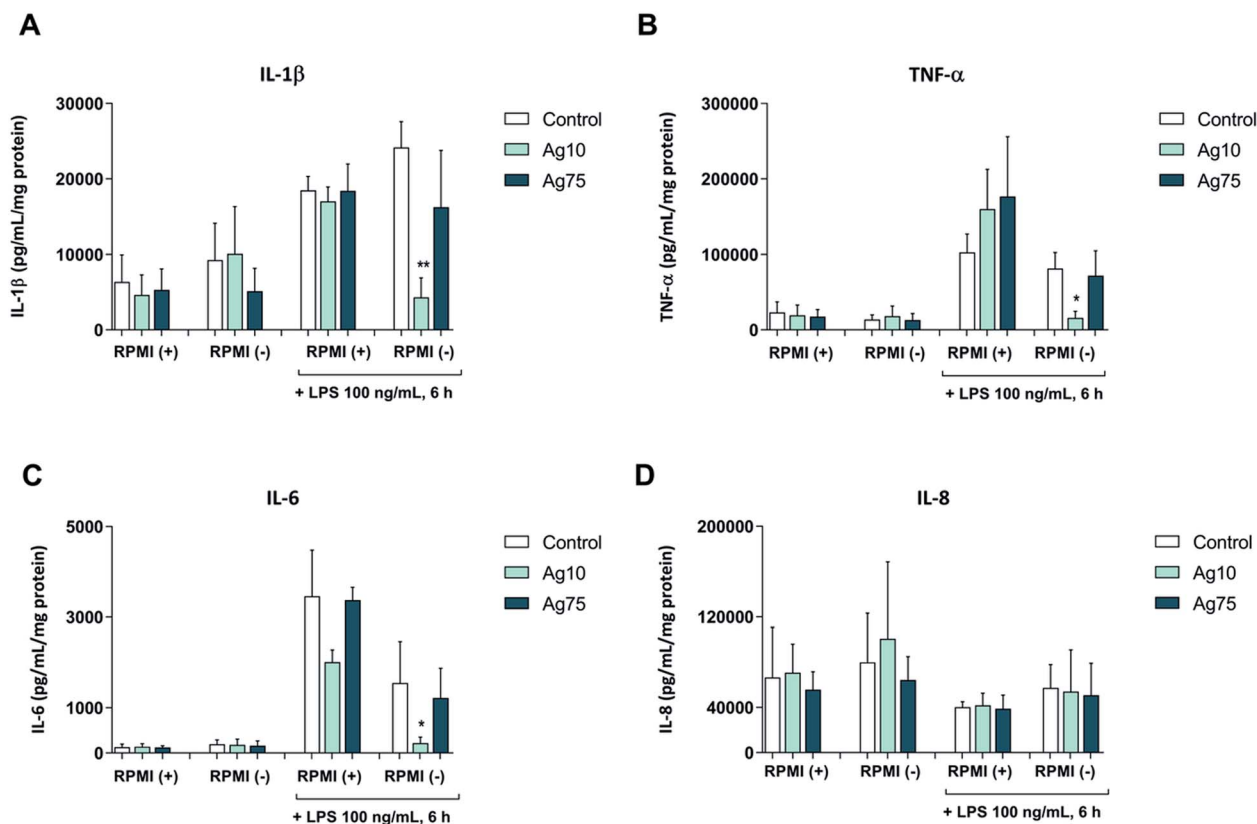 A
IL-1β
IL-1β (pg/mL/mg protein)
30000
20000
10000
0
RPMI (+) RPMI (-) RPMI (+) RPMI (-)
+ LPS 100 ng/mL, 6 h
**
Control
Ag10
Ag75
B
TNF-α
TNF-α (pg/mL/mg protein)
300000
200000
100000
0
RPMI (+) RPMI (-) RPMI (+) RPMI (-)
+ LPS 100 ng/mL, 6 h
*
Control
Ag10
Ag75
C
IL-6
IL-6 (pg/mL/mg protein)
5000
3000
1000
0
RPMI (+) RPMI (-) RPMI (+) RPMI (-)
+ LPS 100 ng/mL, 6 h
*
Control
Ag10
Ag75
D
IL-8
IL-8 (pg/mL/mg protein)
200000
120000
40000
0
RPMI (+) RPMI (-) RPMI (+) RPMI (-)
+ LPS 100 ng/mL, 6 h
Control
Ag10
Ag75